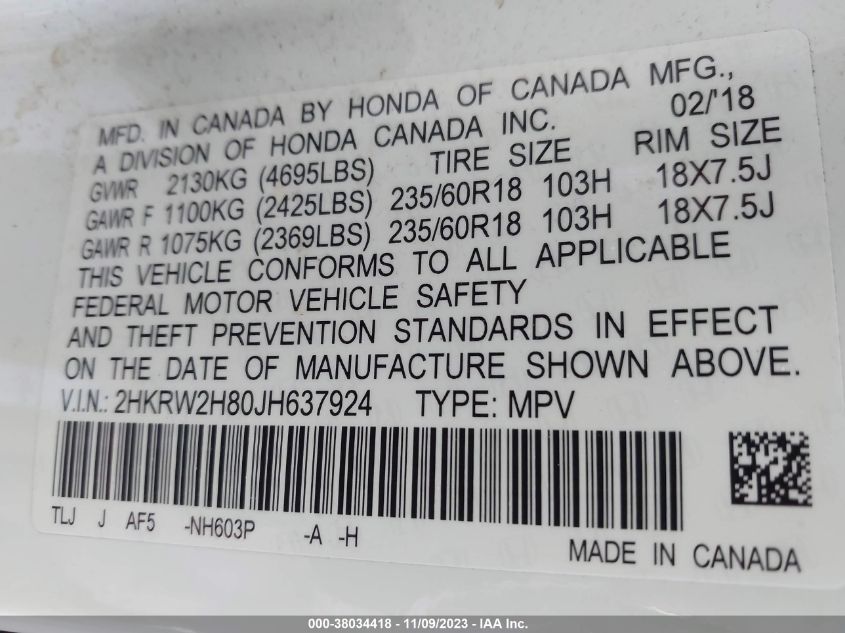 MFD. IN CANADA BY HONDA OF CANADA MFG.,
A DIVISION OF HONDA CANADA INC. 02/'18
GVWR 2130KG (4695LBS) TIRE SIZE RIM SIZE
GAWR F 1100KG (2425LBS) 235/60R18 103H 18X7.5J
GAWR R 1075KG (2369LBS) 235/60R18 103H 18X7.5J
THIS VEHICLE CONFORMS TO ALL APPLICABLE
FEDERAL MOTOR VEHICLE SAFETY
AND THEFT PREVENTION STANDARDS IN EFFECT
ON THE DATE OF MANUFACTURE SHOWN ABOVE.
V.I.N.: 2HKRW2H80JH637924 TYPE: MPV
TLJ J AF5 -NH603P -A -H
MADE IN CANADA
000-38034418 - 11/09/2023 - IAA Inc.